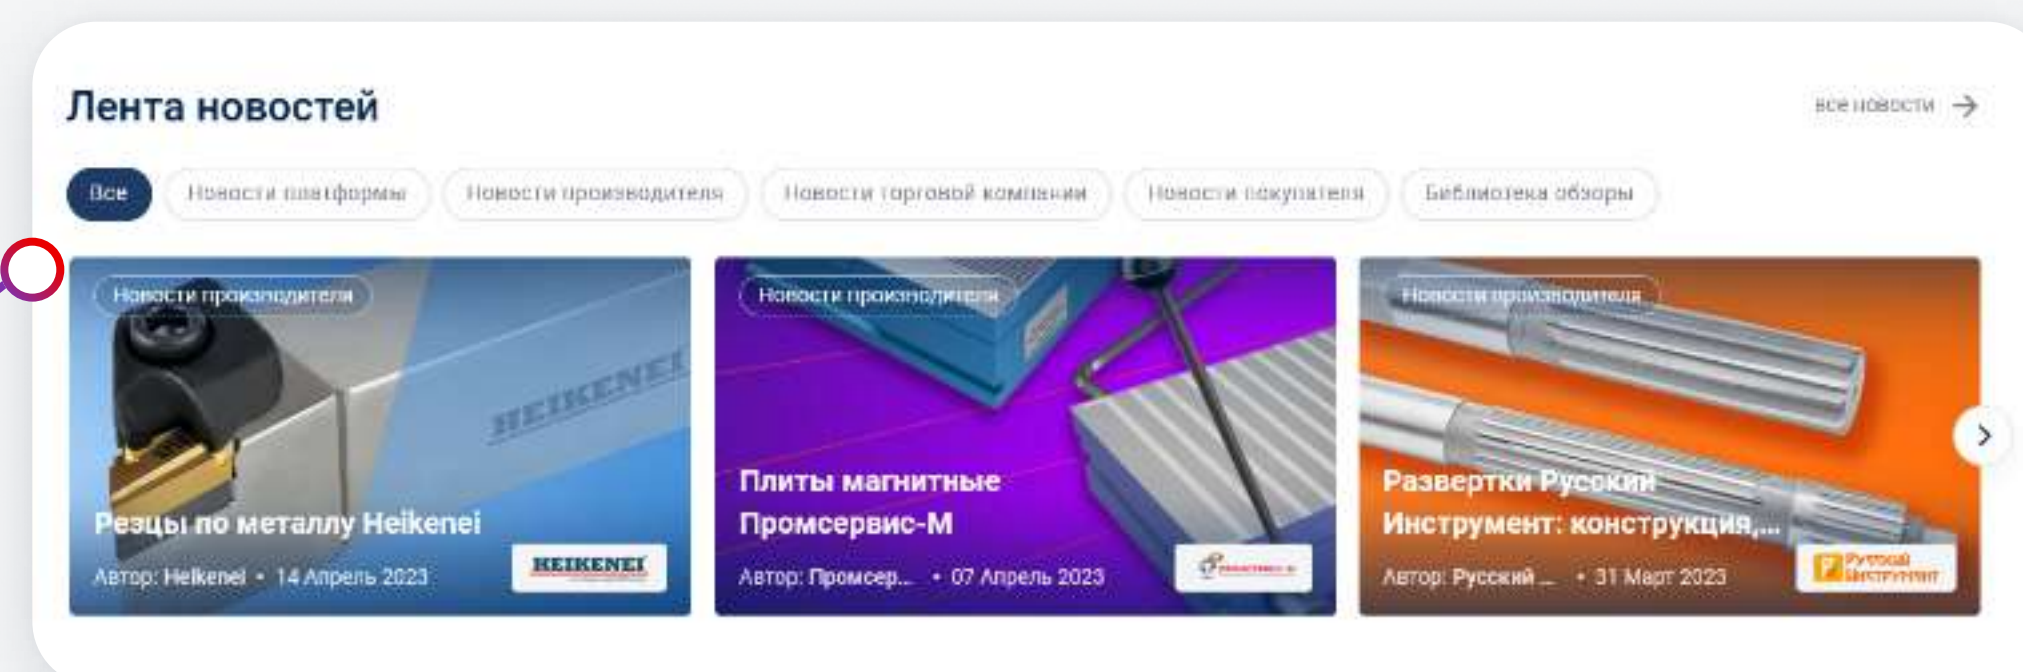 Лента новостей
все новости
Все
Новости платформы
Новости производителя
Новости торговой компании
Новости покупателя
Библиотека обзоры
Новости производителя
HEIKENEI
Резцы по металлу Heikenei
Автор: Heikenei • 14 Апрель 2023
HEIKENEI
Новости производителя
Плиты магнитные
Промсервис-М
Автор: Промсер... • 07 Апрель 2023
Новости производителя
Развертки Русский
Инструмент: конструкция,...
Автор: Русский ... • 31 Март 2023
Русский
Инструмент